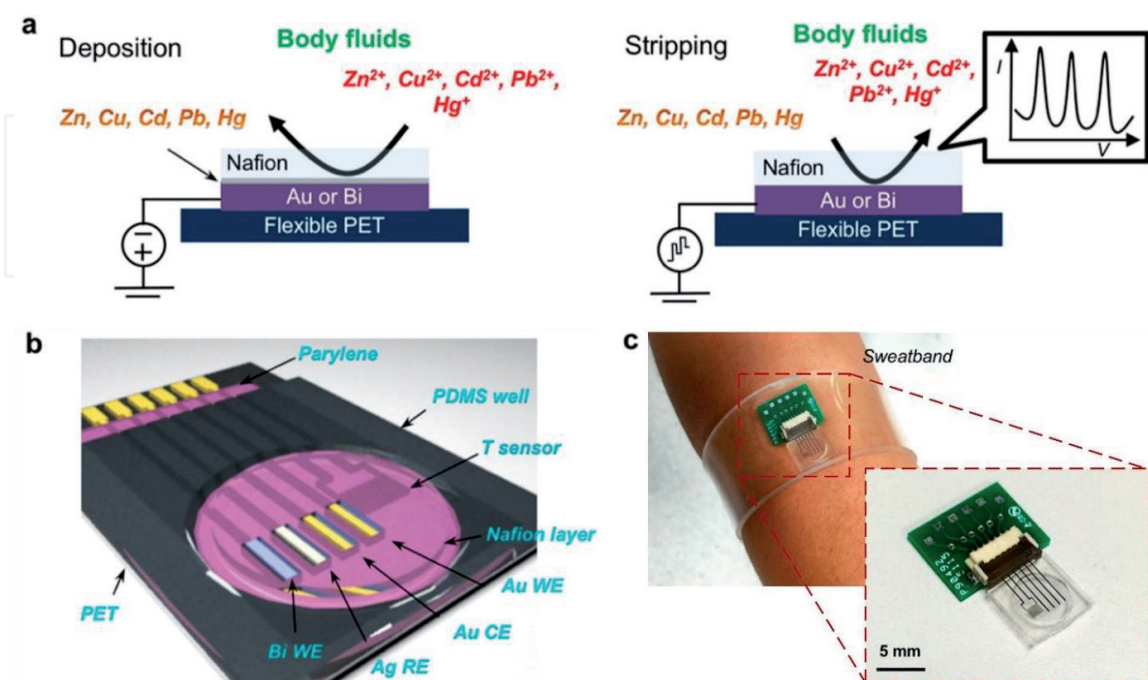 a
Deposition
Body fluids
Zn2+, Cu2+, Cd2+, Pb2+,
Hg+
Zn, Cu, Cd, Pb, Hg
Nafion
Au or Bi
Flexible PET
Stripping
Body fluids
Zn2+, Cu2+, Cd2+,
Pb2+, Hg+
Zn, Cu, Cd, Pb, Hg
I
V
Nafion
Au or Bi
Flexible PET
b
Parylene
PDMS well
T sensor
Nafion layer
Au WE
Au CE
Ag RE
Bi WE
PET
c
Sweatband
5 mm